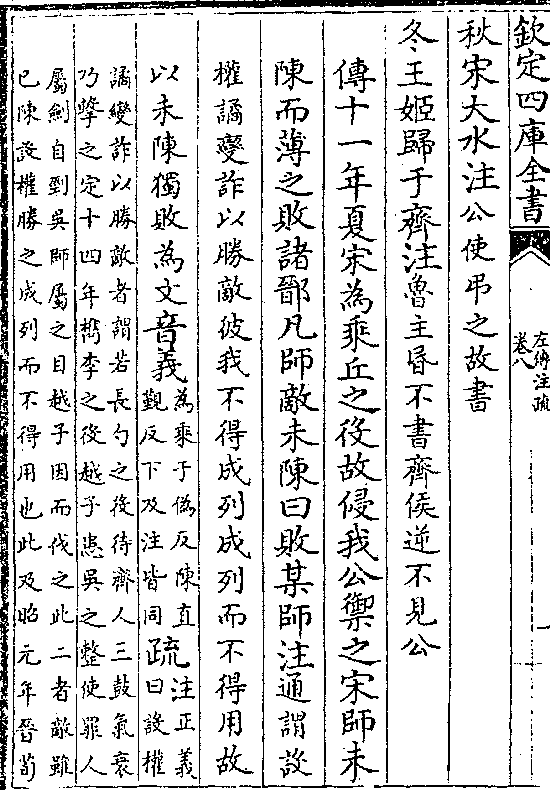 欽定四庫全書
左傳注疏
卷八
一
秋宋大水注公使弔之故書
冬王姬歸于齊注魯主昏不書齊侯逆不見公
傳十一年夏宋為乘丘之役故侵我公禦之宋師未
陳而薄之敗諸鄑凡師敵未陳曰敗某師注通謂設
權譎變詐以勝敵彼我不得成列成列而不得用故
以未陳獨敗為文音義為乘于偽反陳直
覲反下及注皆同疏注正義
曰設權
譎變詐以勝敵者謂若長勺之役待齊人三鼓氣衰
乃擊之定十四年檇李之役越子患吳之整使罪人
屬劍自剄吳師屬之目越子因而伐之此二者敵雖
已陳設權勝之成列而不得用也此及昭元年晉荀